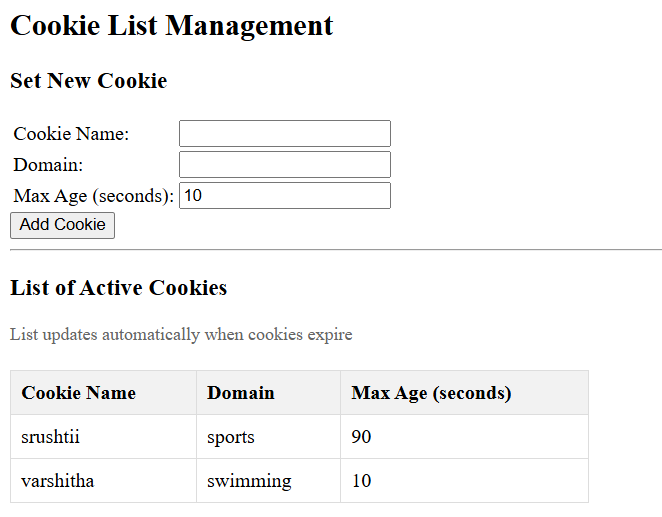 Cookie List Management
Set New Cookie
Cookie Name:
Domain:
Max Age (seconds): 10
Add Cookie
List of Active Cookies
List updates automatically when cookies expire
Cookie Name Domain Max Age (seconds)
srushtii sports 90
varshitha swimming 10